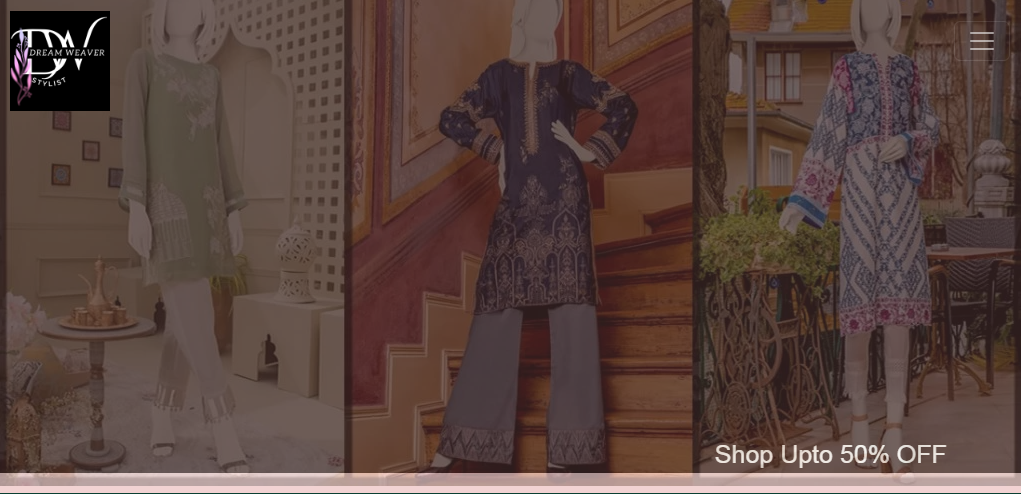 DW
DREAM WEAVER
STYLIST
Shop Upto 50% OFF